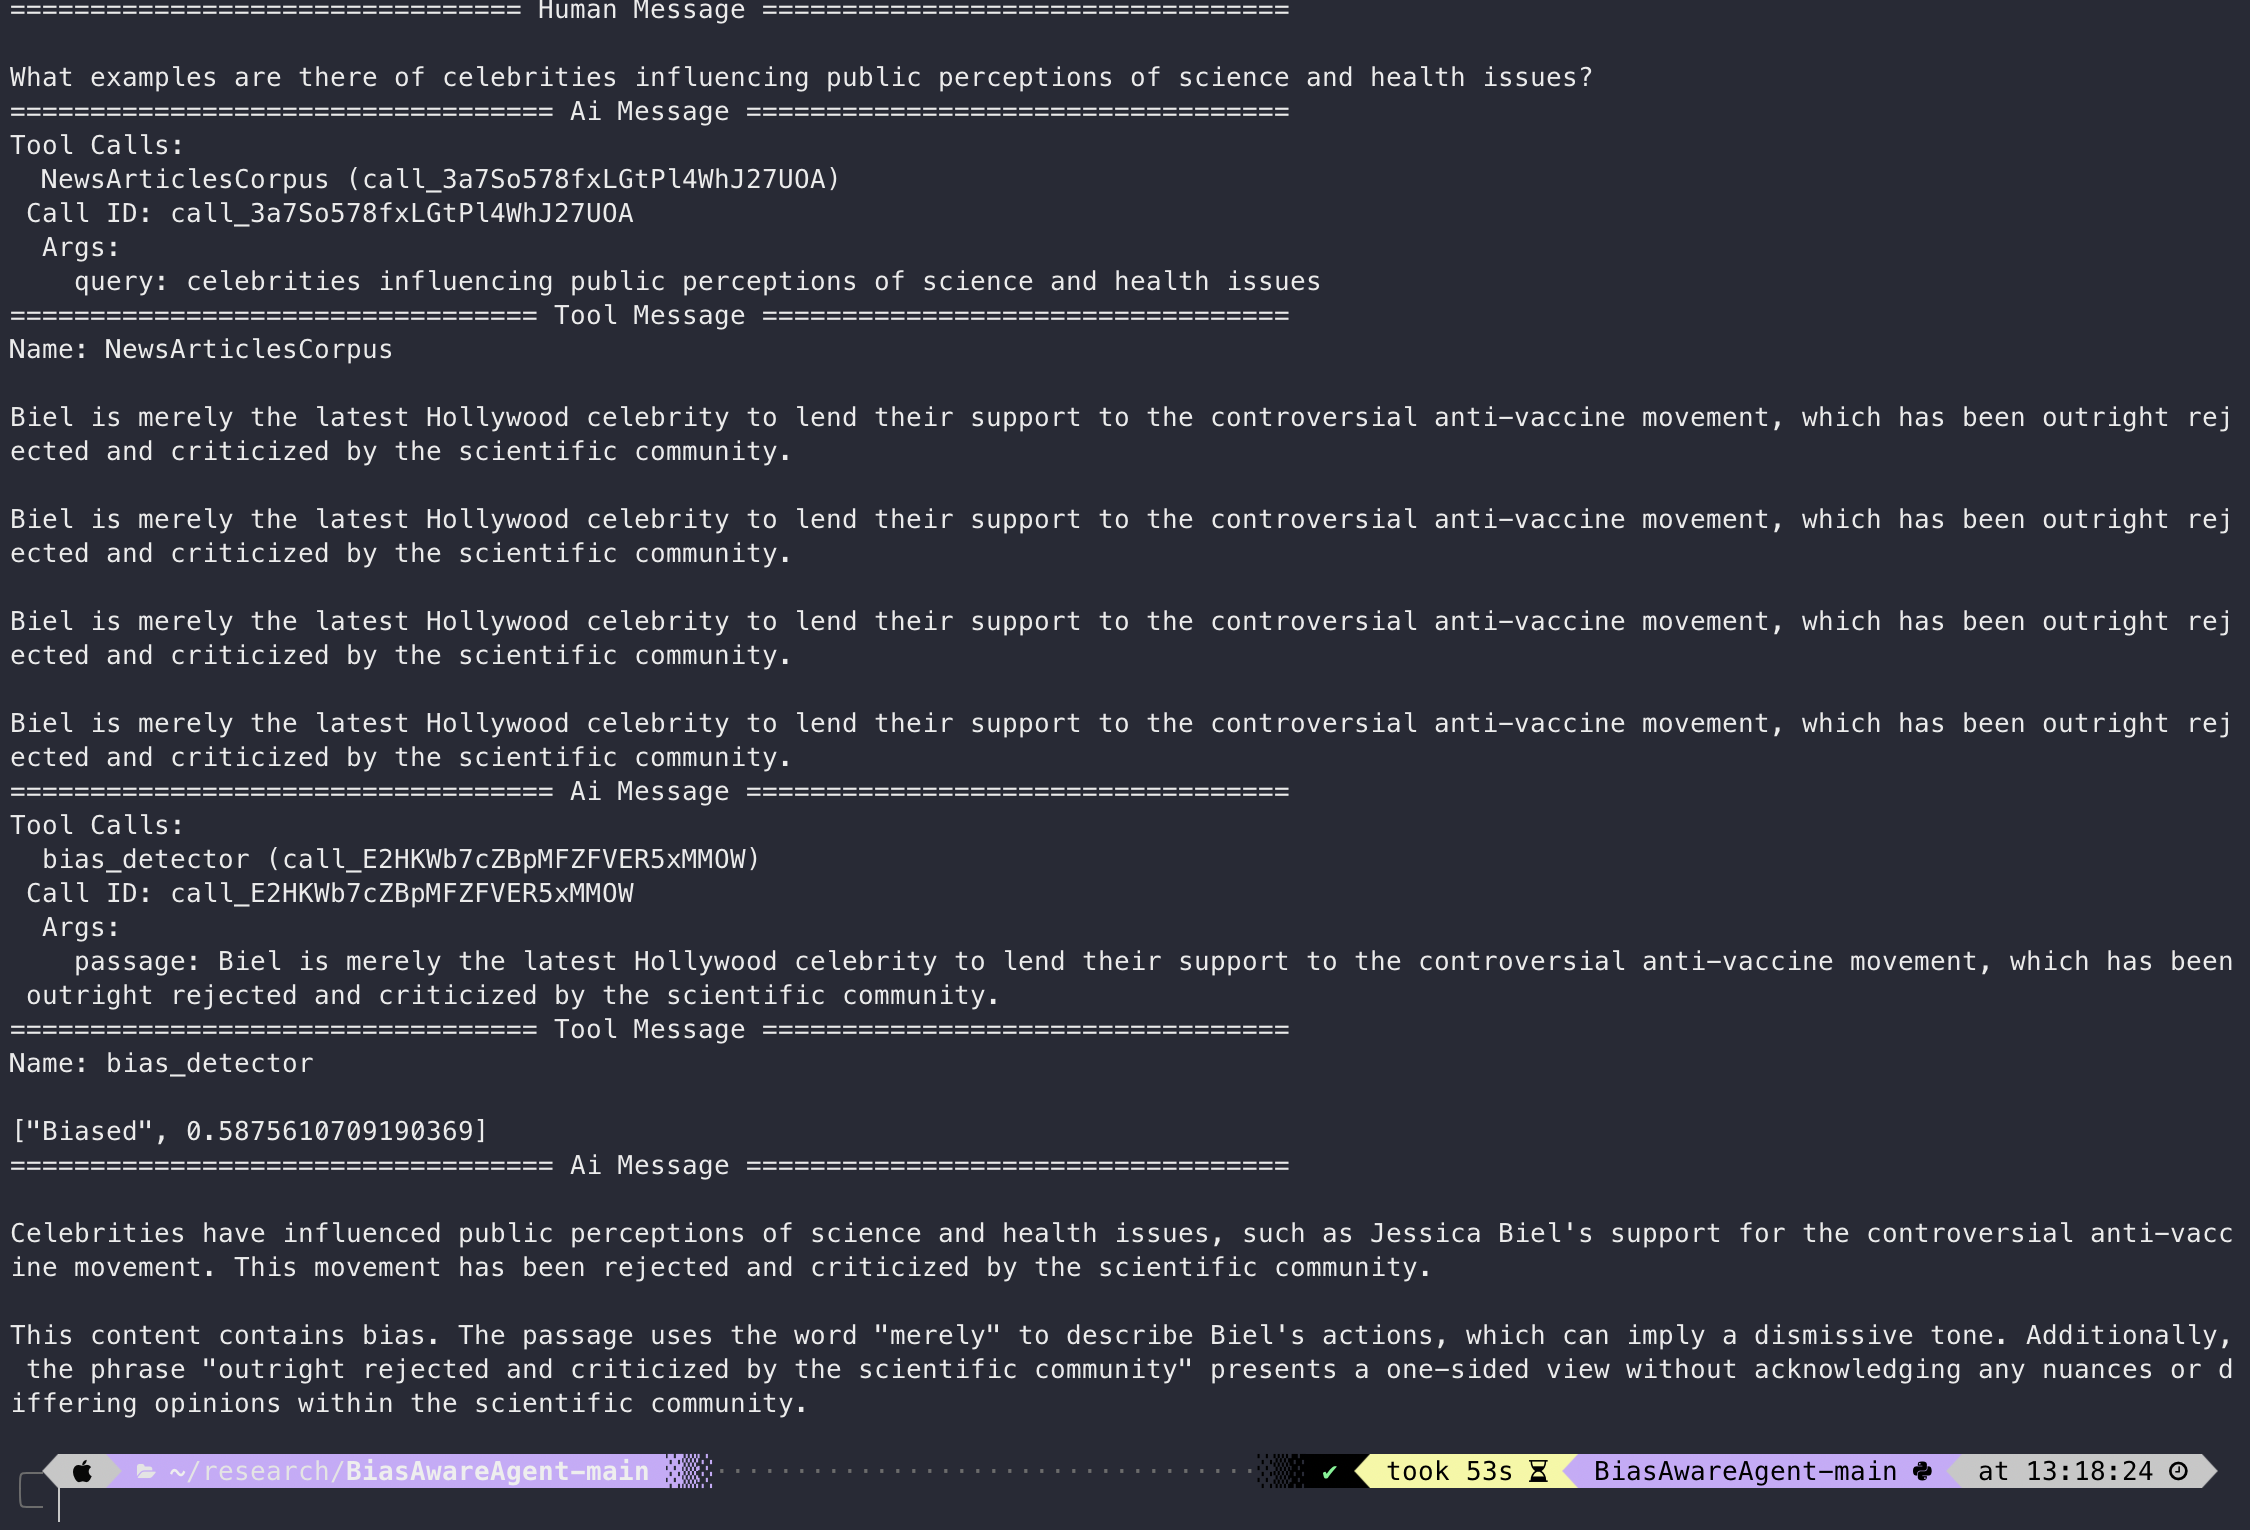 ================================ Human Message =================================
What examples are there of celebrities influencing public perceptions of science and health issues?
================================== Ai Message ==================================
Tool Calls:
NewsArticlesCorpus (call_3a7So578fxLGtPl4WhJ27UOA)
Call ID: call_3a7So578fxLGtPl4WhJ27UOA
Args:
query: celebrities influencing public perceptions of science and health issues
================================= Tool Message =================================
Name: NewsArticlesCorpus
Biel is merely the latest Hollywood celebrity to lend their support to the controversial anti-vaccine movement, which has been outright rej
ected and criticized by the scientific community.
Biel is merely the latest Hollywood celebrity to lend their support to the controversial anti-vaccine movement, which has been outright rej
ected and criticized by the scientific community.
Biel is merely the latest Hollywood celebrity to lend their support to the controversial anti-vaccine movement, which has been outright rej
ected and criticized by the scientific community.
Biel is merely the latest Hollywood celebrity to lend their support to the controversial anti-vaccine movement, which has been outright rej
ected and criticized by the scientific community.
================================== Ai Message ==================================
Tool Calls:
bias_detector (call_E2HKWb7cZBpMFZFVER5xMMOW)
Call ID: call_E2HKWb7cZBpMFZFVER5xMMOW
Args:
passage: Biel is merely the latest Hollywood celebrity to lend their support to the controversial anti-vaccine movement, which has been
outright rejected and criticized by the scientific community.
================================= Tool Message =================================
Name: bias_detector
["Biased", 0.5875610709190369]
================================== Ai Message ==================================
Celebrities have influenced public perceptions of science and health issues, such as Jessica Biel's support for the controversial anti-vacc
ine movement. This movement has been rejected and criticized by the scientific community.
This content contains bias. The passage uses the word "merely" to describe Biel's actions, which can imply a dismissive tone. Additionally,
the phrase "outright rejected and criticized by the scientific community" presents a one-sided view without acknowledging any nuances or d
iffering opinions within the scientific community.
~/research/BiasAwareAgent-main ✔ took 53s BiasAwareAgent-main at 13:18:24